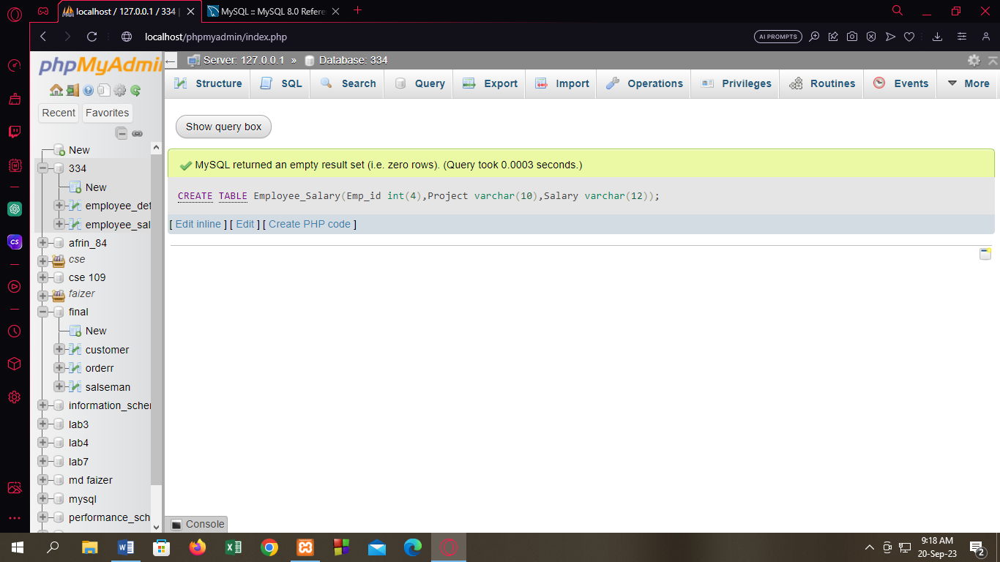 localhost / 127.0.0.1 / 334 |
MySQL :: MySQL 8.0 Refere
localhost/phpmyadmin/index.php
AI PROMPTS
phpMyAdmin
Recent
Favorites
New
334
New
employee_def
employee_sal
afrin_84
cse
cse 109
faizer
final
New
customer
orderr
salseman
information_scher
lab3
lab4
lab7
md faizer
mysql
performance_sch
Server: 127.0.0.1 » Database: 334
Structure
SQL
Search
Query
Export
Import
Operations
Privileges
Routines
Events
More
Show query box
MySQL returned an empty result set (i.e. zero rows). (Query took 0.0003 seconds.)
CREATE TABLE Employee_Salary(Emp_id int(4),Project varchar(10),Salary varchar(12));
[ Edit inline ] [ Edit ] [ Create PHP code ]
Console
CS
9:18 AM
20-Sep-23
2